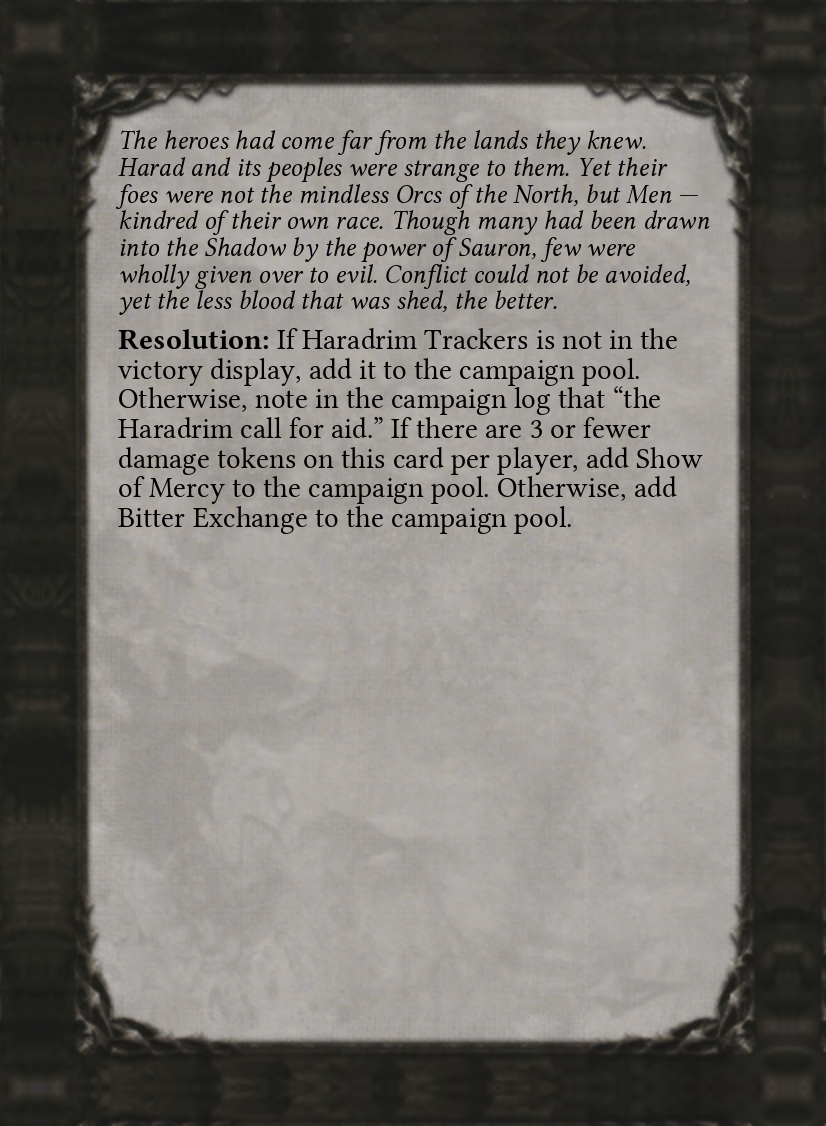 The heroes had come far from the lands they knew.
Harad and its peoples were strange to them. Yet their
foes were not the mindless Orcs of the North, but Men —
kindred of their own race. Though many had been drawn
into the Shadow by the power of Sauron, few were
wholly given over to evil. Conflict could not be avoided,
yet the less blood that was shed, the better.
Resolution: If Haradrim Trackers is not in the
victory display, add it to the campaign pool.
Otherwise, note in the campaign log that “the
Haradrim call for aid.” If there are 3 or fewer
damage tokens on this card per player, add Show
of Mercy to the campaign pool. Otherwise, add
Bitter Exchange to the campaign pool.